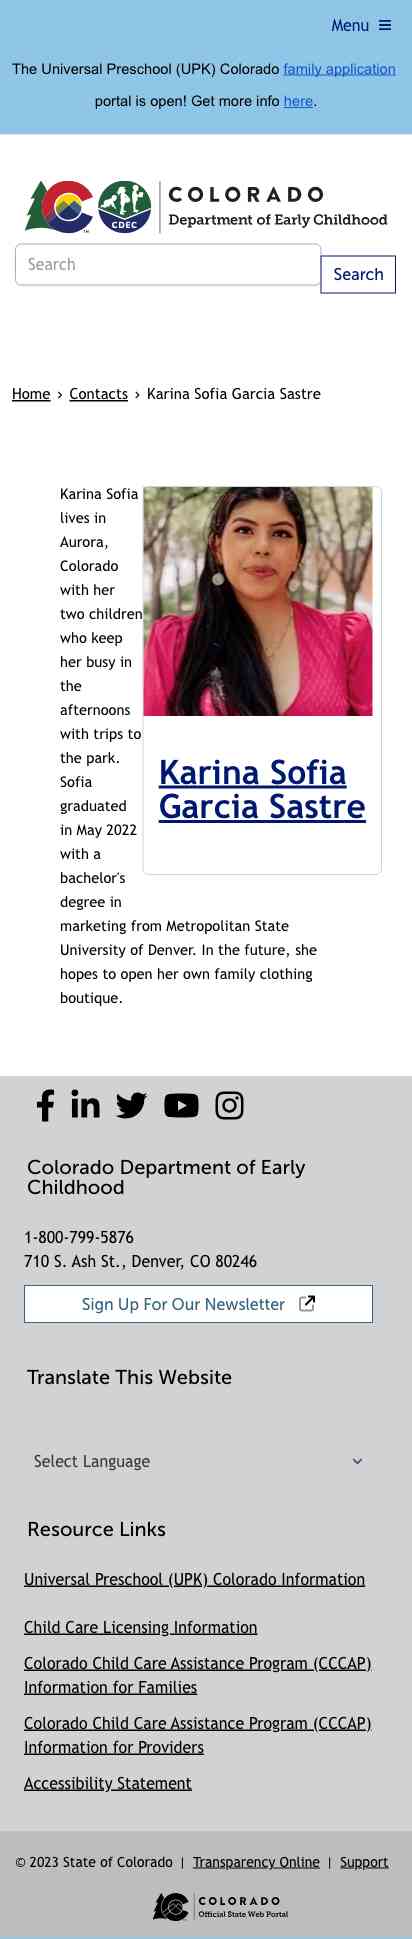 Menu
The Universal Preschool (UPK) Colorado family application
portal is open! Get more info here.
CDEC
COLORADO
Department of Early Childhood
Search
Search
Home › Contacts › Karina Sofia Garcia Sastre
Karina Sofia
lives in
Aurora,
Colorado
with her
two children
who keep
her busy in
the
afternoons
with trips to
the park.
Sofia
graduated
in May 2022
with a
bachelor's
degree in
marketing from Metropolitan State
University of Denver. In the future, she
hopes to open her own family clothing
boutique.
Karina Sofia
Garcia Sastre
Colorado Department of Early
Childhood
1-800-799-5876
710 S. Ash St., Denver, CO 80246
Sign Up For Our Newsletter
Translate This Website
Select Language
Resource Links
Universal Preschool (UPK) Colorado Information
Child Care Licensing Information
Colorado Child Care Assistance Program (CCCAP)
Information for Families
Colorado Child Care Assistance Program (CCCAP)
Information for Providers
Accessibility Statement
© 2023 State of Colorado | Transparency Online | Support
COLORADO
Official State Web Portal